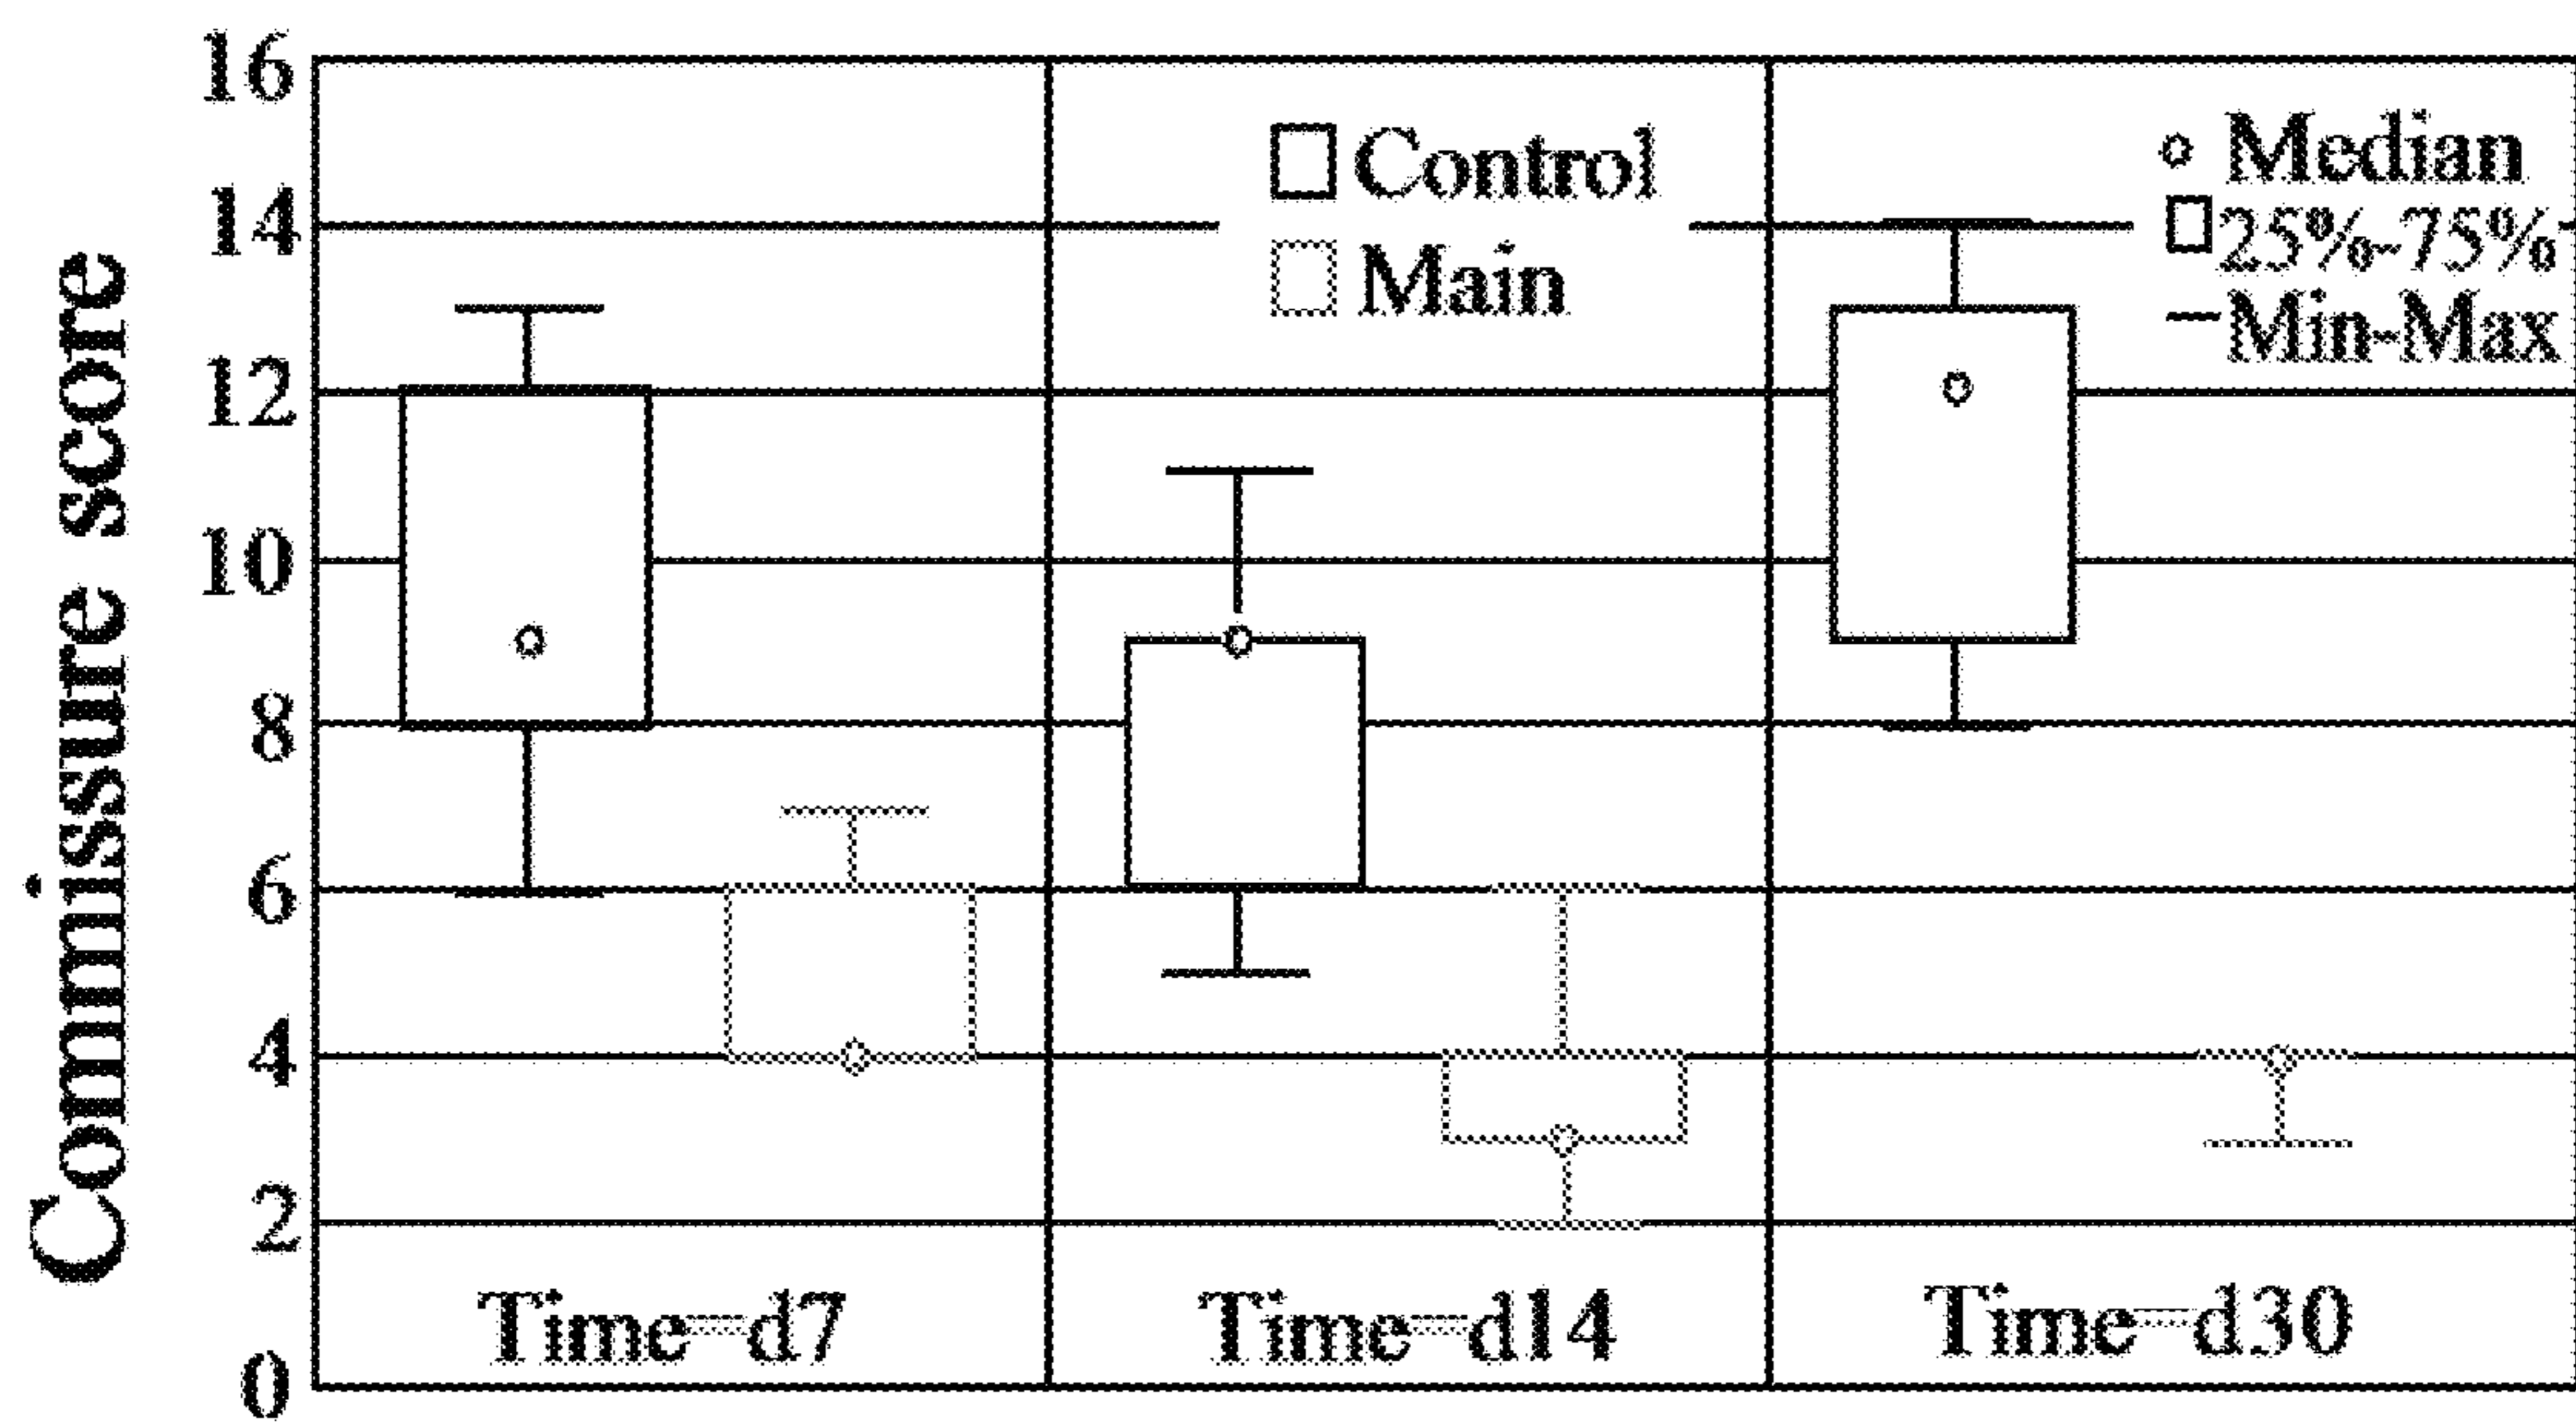 Commissure score
16
14
12
10
8
6
4
2
0
Control
Main
Median
25%-75%
Min-Max
Time=d7
Time=d14
Time=d30